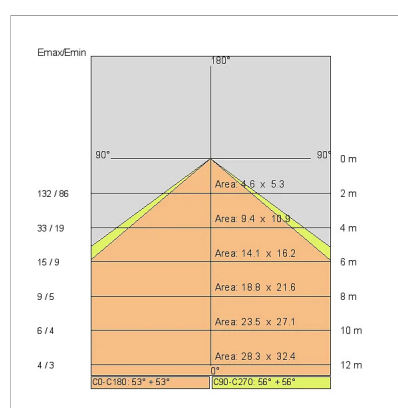 Emax/Emin
180°
90° 90° 0 m
132 / 86 Area: 4.6 x 5.3 2 m
33 / 19 Area: 9.4 x 10.9 4 m
15 / 9 Area: 14.1 x 16.2 6 m
9 / 5 Area: 18.8 x 21.6 8 m
6 / 4 Area: 23.5 x 27.1 10 m
4 / 3 Area: 28.3 x 32.4 12 m
0°
C0-C180: 53° + 53° C90-C270: 56° + 56°